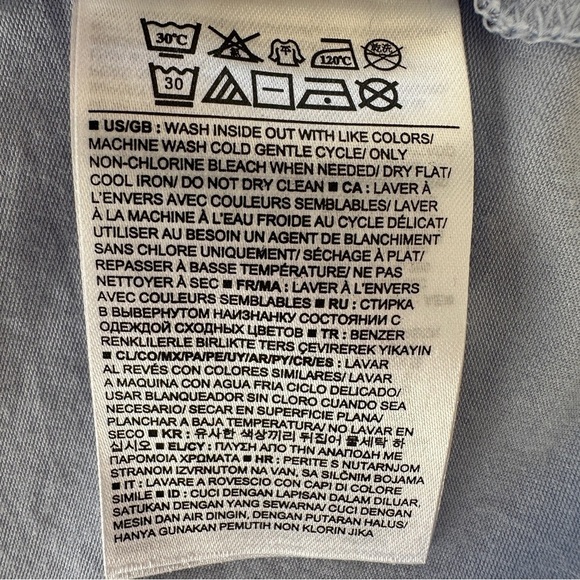 30℃ 120℃ 乾洗
30
■ US/GB : WASH INSIDE OUT WITH LIKE COLORS/
MACHINE WASH COLD GENTLE CYCLE/ ONLY
NON-CHLORINE BLEACH WHEN NEEDED/ DRY FLAT/
COOL IRON/ DO NOT DRY CLEAN ■ CA : LAVER À
L'ENVERS AVEC COULEURS SEMBLABLES/ LAVER
À LA MACHINE À L'EAU FROIDE AU CYCLE DÉLICAT/
UTILISER AU BESOIN UN AGENT DE BLANCHIMENT
SANS CHLORE UNIQUEMENT/ SÉCHAGE À PLAT/
REPASSER À BASSE TEMPÉRATURE/ NE PAS
NETTOYER À SEC ■ FR/MA : LAVER À L'ENVERS
AVEC COULEURS SEMBLABLES ■ RU : СТИРКА
В ВЫВЕРНУТОМ НАИЗНАНКУ СОСТОЯНИИ С
ОДЕЖДОЙ СХОДНЫХ ЦВЕТОВ ■ TR : BENZER
RENKLILERLE BIRLIKTE TERS ÇEVIREREK YIKAYIN
■ CL/CO/MX/PA/PE/UY/AR/PY/CR/ES : LAVAR
AL REVÉS CON COLORES SIMILARES/ LAVAR
A MAQUINA CON AGUA FRIA CICLO DELICADO/
USAR BLANQUEADOR SIN CLORO CUANDO SEA
NECESARIO/ SECAR EN SUPERFICIE PLANA/
PLANCHAR A BAJA TEMPERATURA/ NO LAVAR EN
SECO ■ KR : 유사한 색상끼리 뒤집어 물세탁 하
십시오 ■ EL/CY : ΠΛΥΣΗ ΑΠΟ ΤΗΝ ΑΝΑΠΟΔΗ ΜΕ
ΠΑΡΟΜΟΙΑ ΧΡΩΜΑΤΑ ■ HR : PERITE S NUTARNJOM
STRANOM IZVRNUTOM NA VAN, SA SILČNIM BOJAMA
■ IT : LAVARE A ROVESCIO CON CAPI DI COLORE
SIMILE ■ ID : CUCI DENGAN LAPISAN DALAM DILUAR,
SATUKAN DENGAN YANG SEWARNA/ CUCI DENGAN
MESIN DAN AIR DINGIN, DENGAN PUTARAN HALUS/
HANYA GUNAKAN PEMUTIH NON KLORIN JIKA